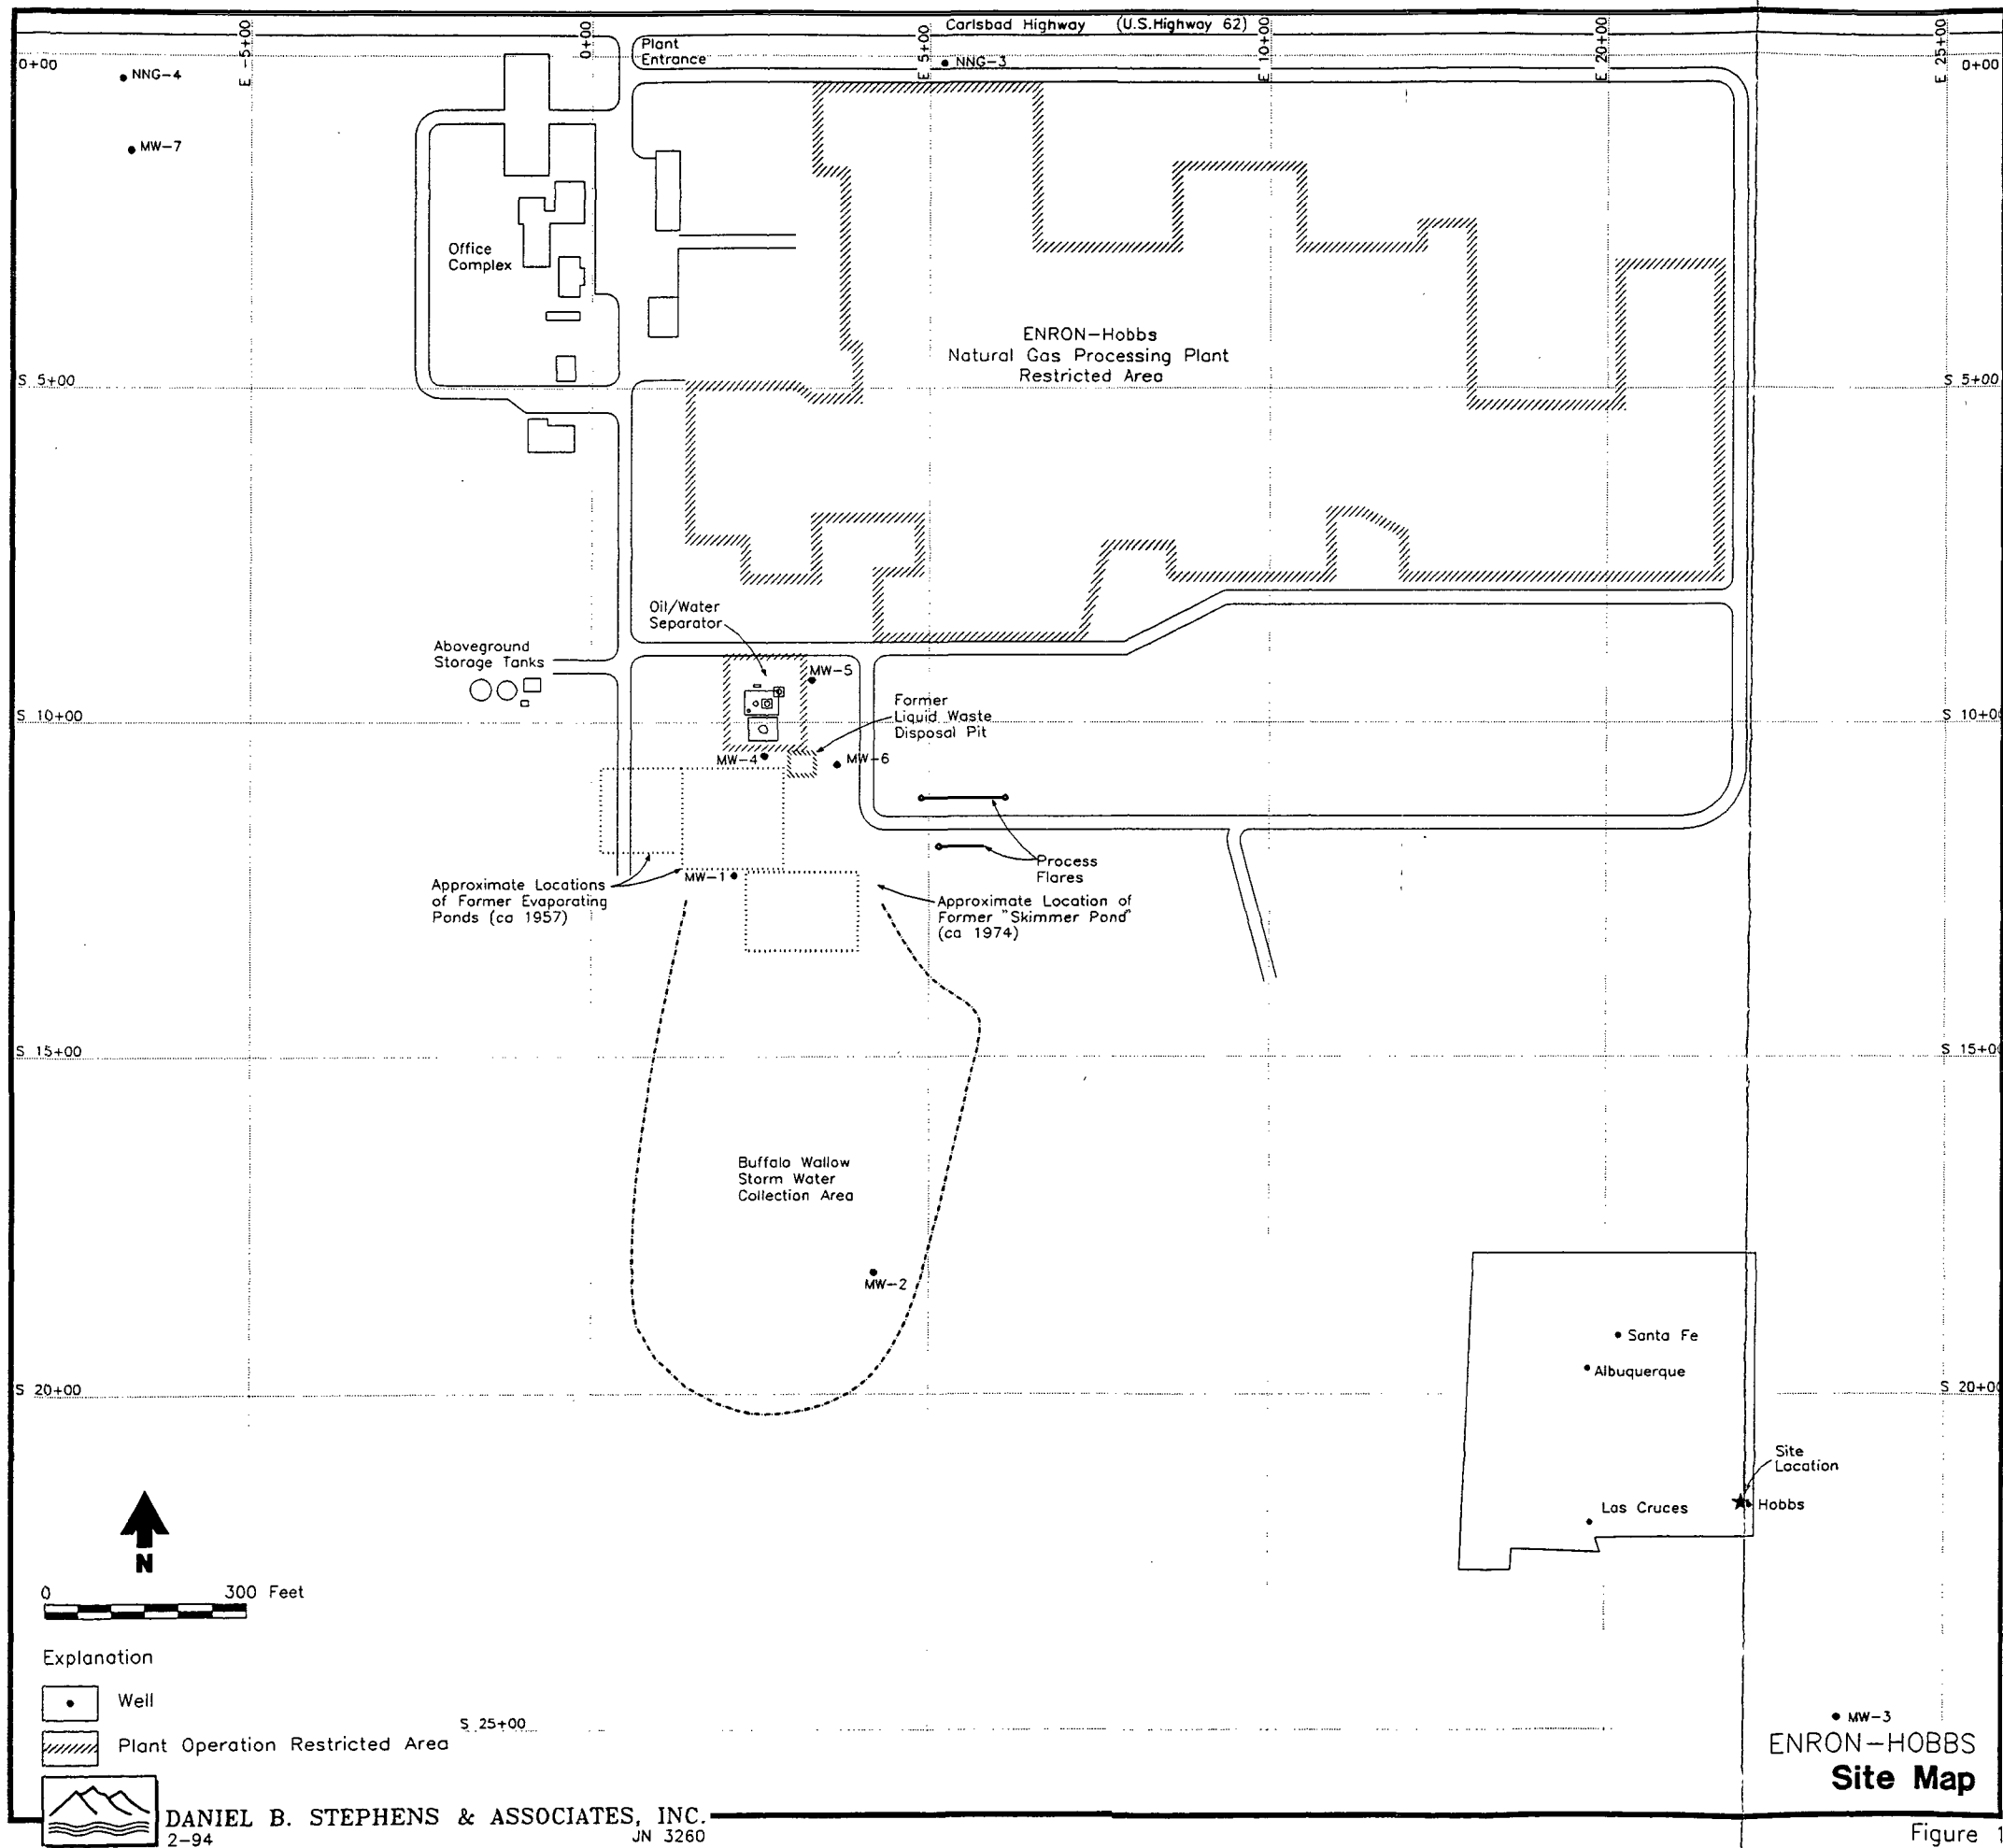 Carlsbad Highway (U.S.Highway 62)
E -5+00
0+00
E 5+00
E 10+00
E 20+00
E 25+00
0+00
0+00
Plant
Entrance
NNG-3
NNG-4
MW-7
Office
Complex
ENRON-Hobbs
Natural Gas Processing Plant
Restricted Area
S 5+00
S 5+00
Oil/Water
Separator
Aboveground
Storage Tanks
MW-5
Former
Liquid Waste
Disposal Pit
S 10+00
S 10+00
MW-4
MW-6
Process
Flares
MW-1
Approximate Locations
of Former Evaporating
Ponds (ca 1957)
Approximate Location of
Former "Skimmer Pond"
(ca 1974)
S 15+00
S 15+00
Buffalo Wallow
Storm Water
Collection Area
MW-2
Santa Fe
Albuquerque
S 20+00
S 20+00
Site
Location
Las Cruces
Hobbs
N
0 300 Feet
Explanation
Well
Plant Operation Restricted Area
S 25+00
MW-3
ENRON-HOBBS
Site Map
DANIEL B. STEPHENS & ASSOCIATES, INC.
2-94 JN 3260
Figure 1